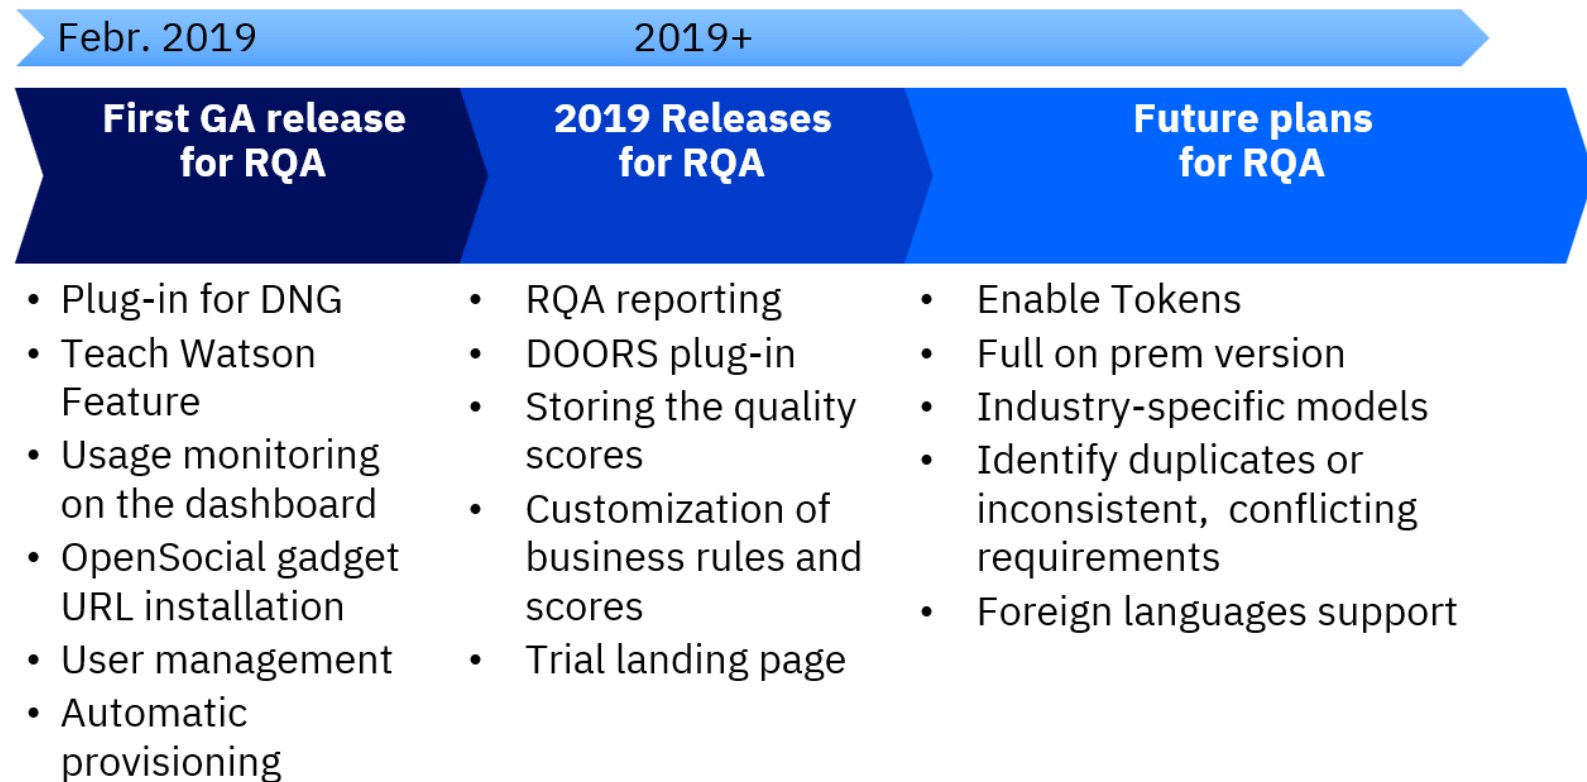 Febr. 2019
2019+
First GA release
for RQA
2019 Releases
for RQA
Future plans
for RQA
• Plug-in for DNG
• Teach Watson
Feature
• Usage monitoring
on the dashboard
• OpenSocial gadget
URL installation
• User management
• Automatic
provisioning
• RQA reporting
• DOORS plug-in
• Storing the quality
scores
• Customization of
business rules and
scores
• Trial landing page
• Enable Tokens
• Full on prem version
• Industry-specific models
• Identify duplicates or
inconsistent, conflicting
requirements
• Foreign languages support